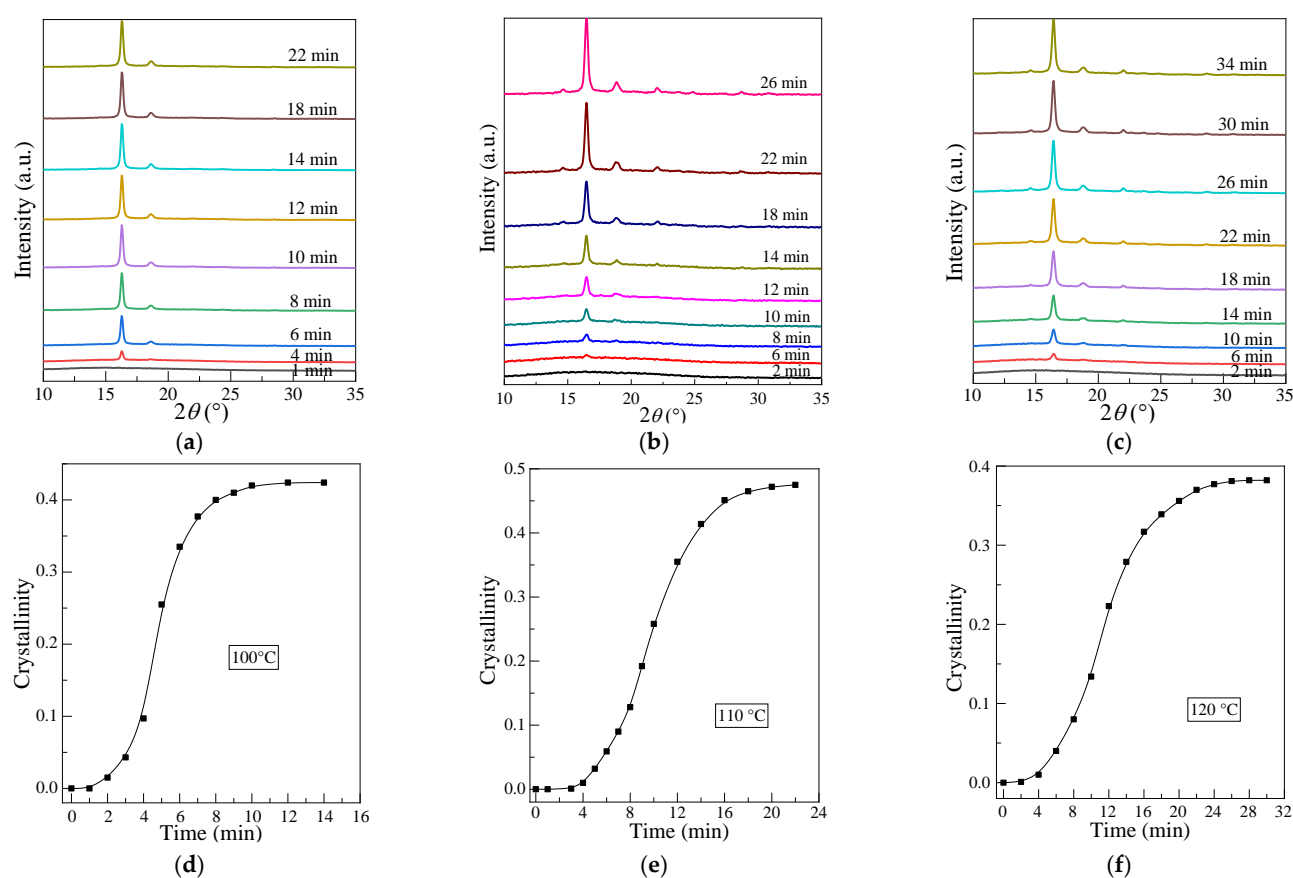 22 min
18 min
14 min
12 min
10 min
8 min
6 min
4 min
1 min
Intensity (a.u.)
10 15 20 25 30 35
2θ (°)
(a)
26 min
22 min
18 min
14 min
12 min
10 min
8 min
6 min
2 min
Intensity (a.u.)
10 15 20 25 30 35
2θ (°)
(b)
34 min
30 min
26 min
22 min
18 min
14 min
10 min
6 min
2 min
Intensity (a.u.)
10 15 20 25 30 35
2θ (°)
(c)
0.4
0.3
0.2
0.1
0.0
Crystallinity
100°C
0 2 4 6 8 10 12 14 16
Time (min)
(d)
0.5
0.4
0.3
0.2
0.1
0.0
Crystallinity
110 °C
0 4 8 12 16 20 24
Time (min)
(e)
0.4
0.3
0.2
0.1
0.0
Crystallinity
120 °C
0 4 8 12 16 20 24 28 32
Time (min)
(f)